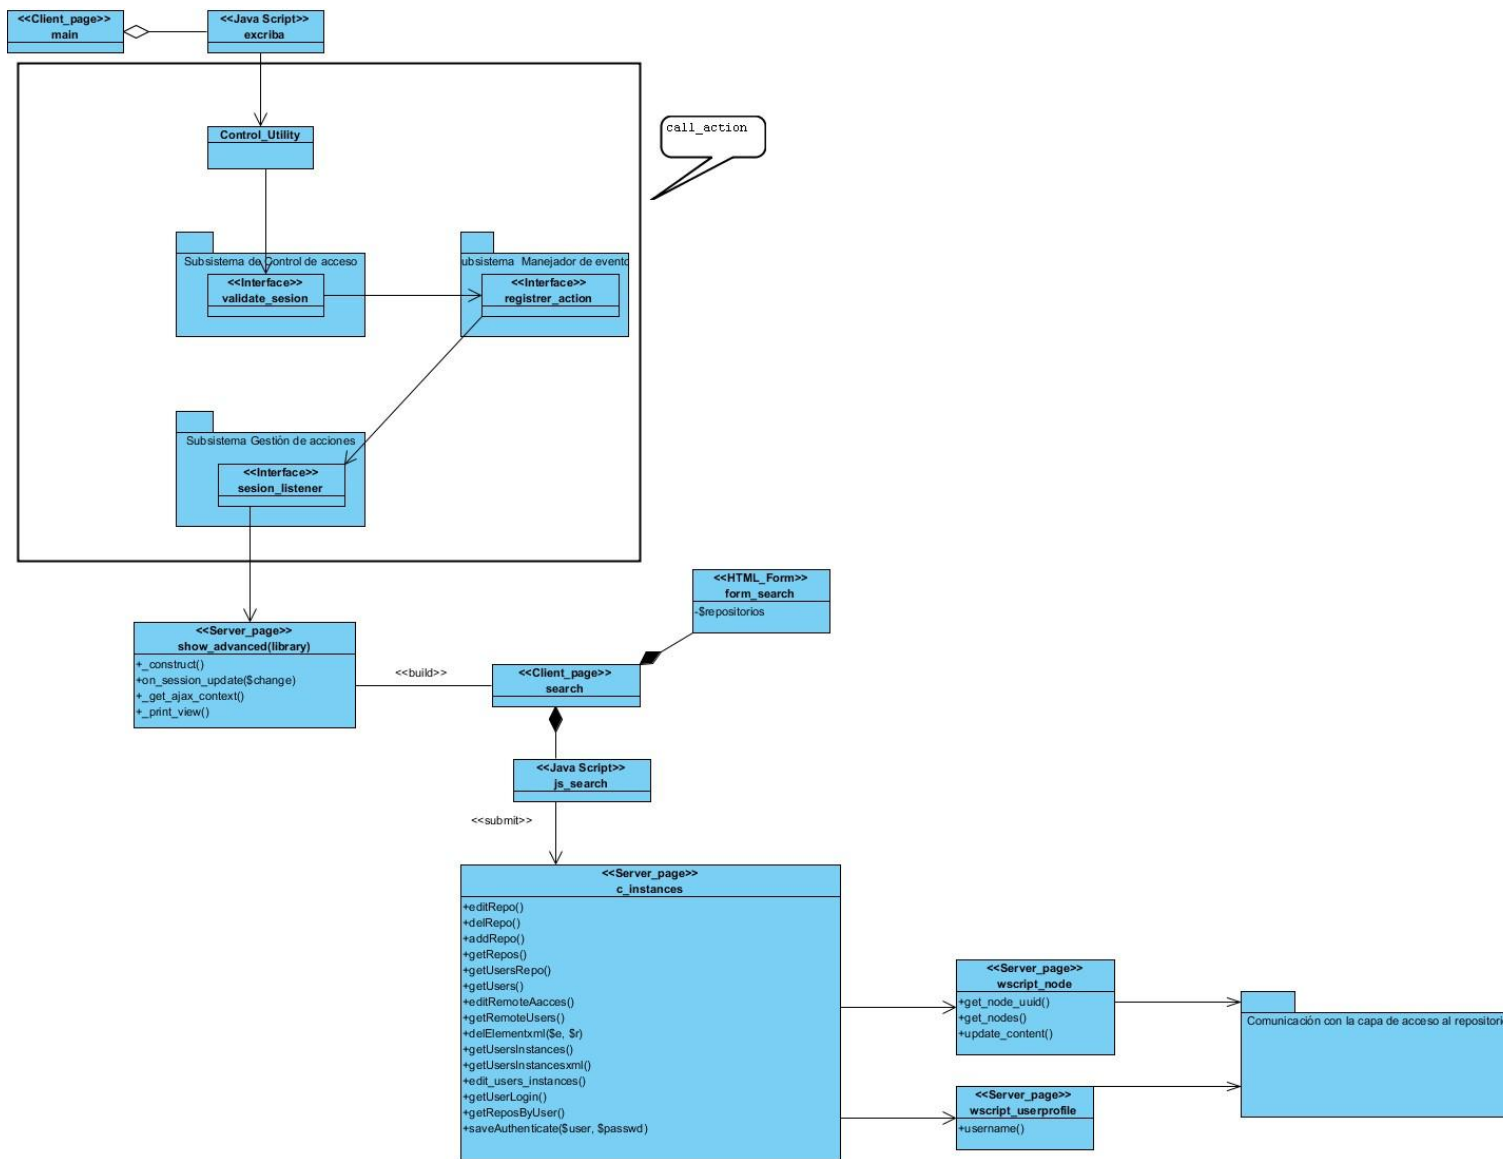 <<Client_page>>
main
<<Java Script>>
excriba
Control_Utility
call_action
Subsistema de Control de acceso
<<Interface>>
validate_sesion
ubsistema Manejador de evento
<<Interface>>
registrer_action
Subsistema Gestión de acciones
<<Interface>>
sesion_listener
<<HTML_Form>>
form_search
-$repositorios
<<Server_page>>
show_advanced(library)
+_construct()
+on_session_update($change)
+_get_ajax_context()
+_print_view()
<<build>>
<<Client_page>>
search
<<Java Script>>
js_search
<<submit>>
<<Server_page>>
c_instances
+editRepo()
+delRepo()
+addRepo()
+getRepos()
+getUsersRepo()
+getUsers()
+editRemoteAacces()
+getRemoteUsers()
+delElementxml($e, $r)
+getUsersInstances()
+getUsersInstancesxml()
+edit_users_instances()
+getUserLogin()
+getReposByUser()
+saveAuthenticate($user, $passwd)
<<Server_page>>
wscript_node
+get_node_uuid()
+get_nodes()
+update_content()
Comunicación con la capa de acceso al repositori
<<Server_page>>
wscript_userprofile
+username()